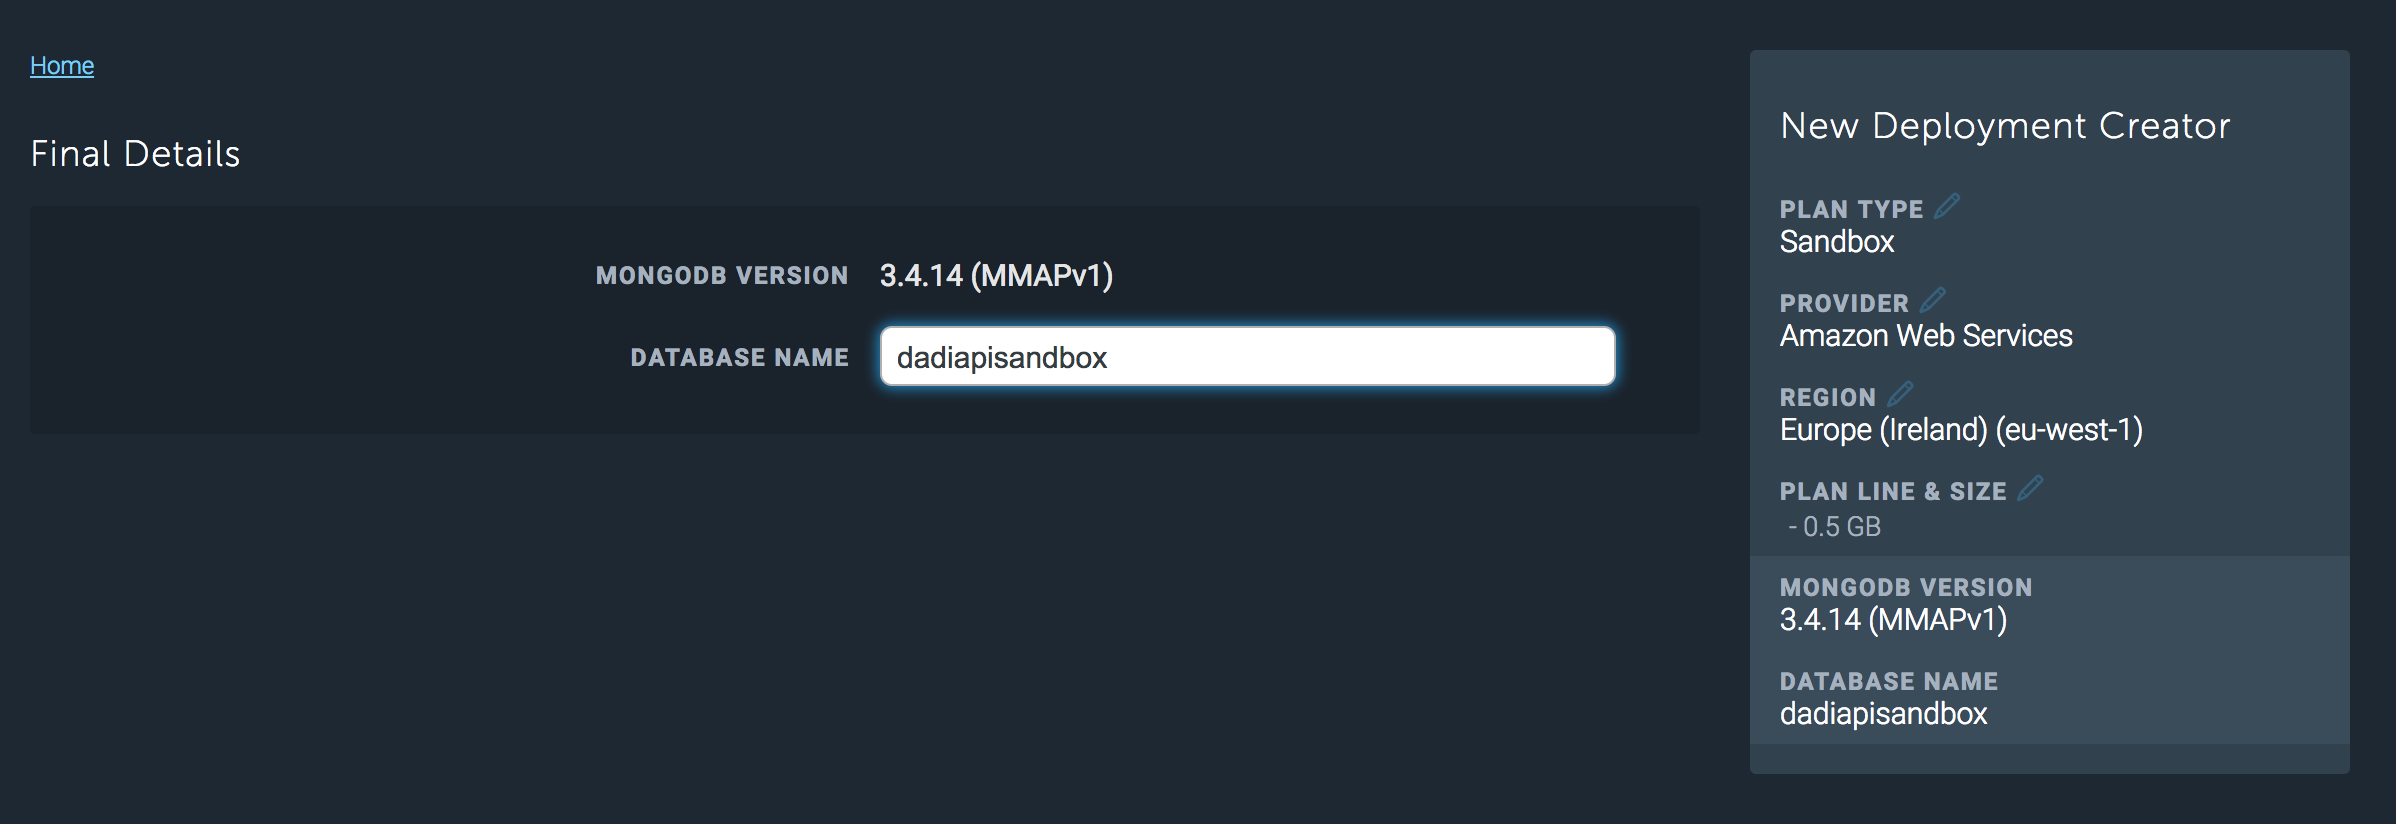 Home
Final Details
MONGODB VERSION 3.4.14 (MMAPv1)
DATABASE NAME dadiapisandbox
New Deployment Creator
PLAN TYPE
Sandbox
PROVIDER
Amazon Web Services
REGION
Europe (Ireland) (eu-west-1)
PLAN LINE & SIZE
- 0.5 GB
MONGODB VERSION
3.4.14 (MMAPv1)
DATABASE NAME
dadiapisandbox